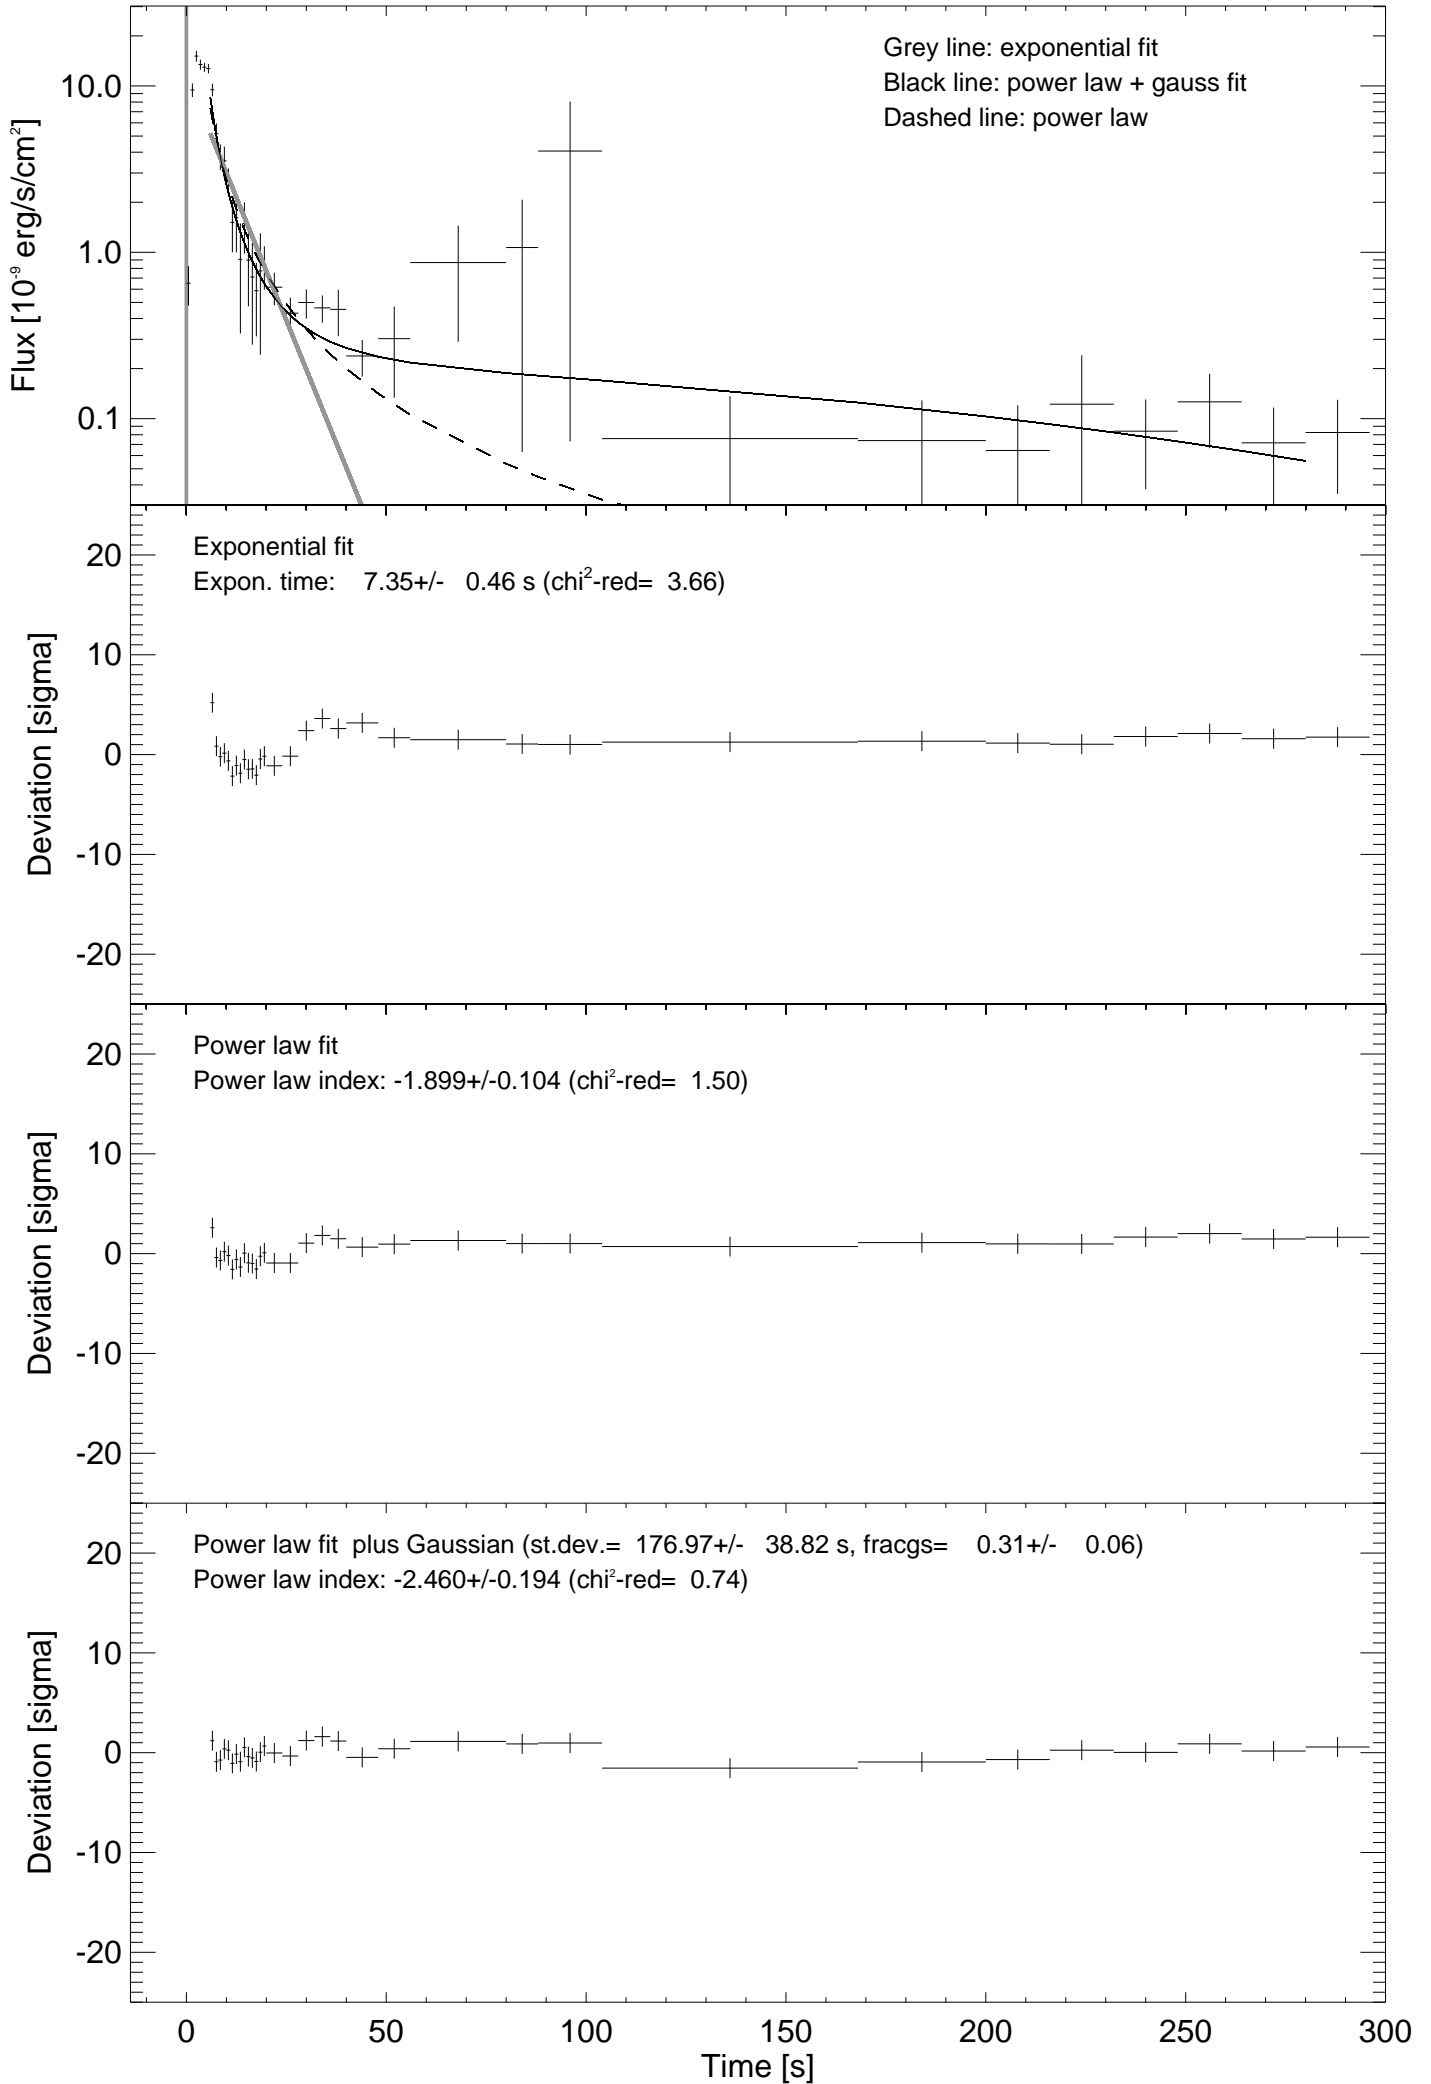 Grey line: exponential fit
Black line: power law + gauss fit
Dashed line: power law
10.0
1.0
0.1
Flux [10⁻⁹ erg/s/cm²]
Exponential fit
Expon. time: 7.35+/- 0.46 s (chi²-red= 3.66)
20
10
0
-10
-20
Deviation [sigma]
Power law fit
Power law index: -1.899+/-0.104 (chi²-red= 1.50)
20
10
0
-10
-20
Deviation [sigma]
Power law fit plus Gaussian (st.dev.= 176.97+/- 38.82 s, fracgs= 0.31+/- 0.06)
Power law index: -2.460+/-0.194 (chi²-red= 0.74)
20
10
0
-10
-20
Deviation [sigma]
0 50 100 150 200 250 300
Time [s]